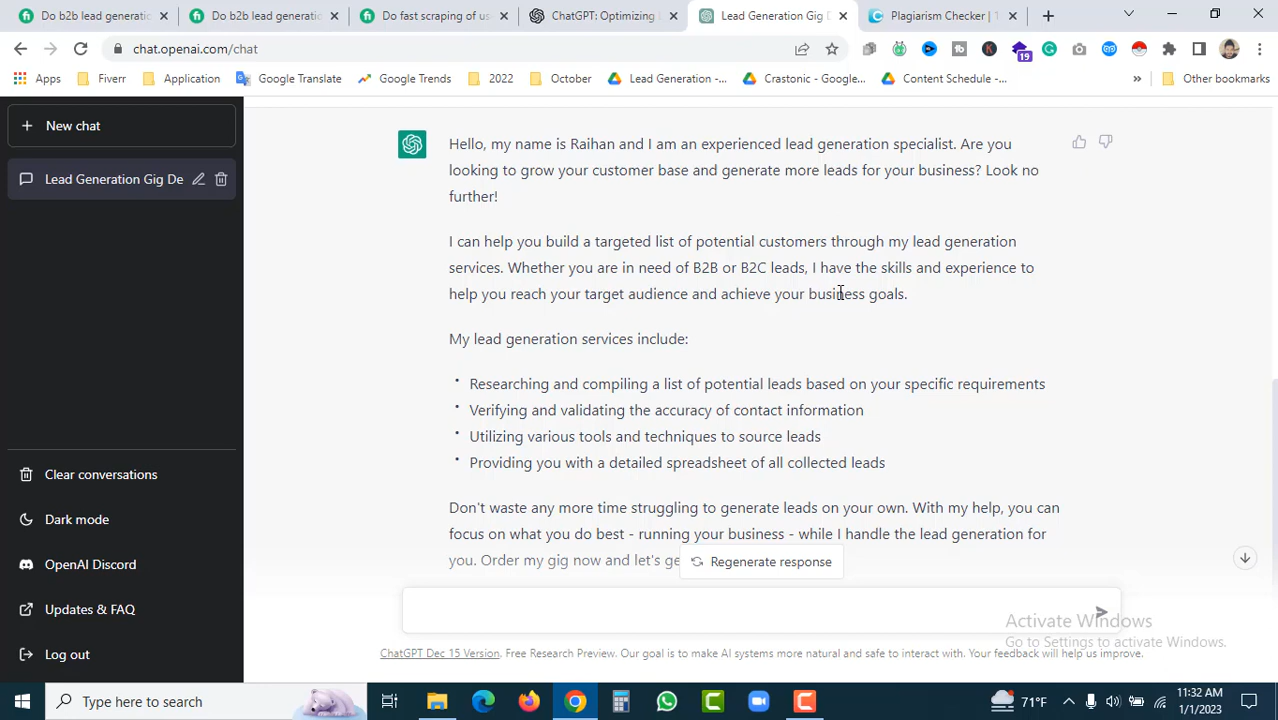 Do b2b lead generatic
Do b2b lead generatio
Do fast scraping of us
ChatGPT: Optimizing
Lead Generation Gig D
Plagiarism Checker | T
chat.openai.com/chat
19
Apps
Fiverr
Application
Google Translate
Google Trends
2022
October
Lead Generation -...
Crastonic - Google...
Content Schedule -...
»
Other bookmarks
New chat
Lead Generation Gig De
Clear conversations
Dark mode
OpenAI Discord
Updates & FAQ
Log out
Hello, my name is Raihan and I am an experienced lead generation specialist. Are you
looking to grow your customer base and generate more leads for your business? Look no
further!
I can help you build a targeted list of potential customers through my lead generation
services. Whether you are in need of B2B or B2C leads, I have the skills and experience to
help you reach your target audience and achieve your business goals.
My lead generation services include:
• Researching and compiling a list of potential leads based on your specific requirements
• Verifying and validating the accuracy of contact information
• Utilizing various tools and techniques to source leads
• Providing you with a detailed spreadsheet of all collected leads
Don't waste any more time struggling to generate leads on your own. With my help, you can
focus on what you do best - running your business - while I handle the lead generation for
you. Order my gig now and let's ge
Regenerate response
Activate Windows
Go to Settings to activate Windows.
ChatGPT Dec 15 Version. Free Research Preview. Our goal is to make AI systems more natural and safe to interact with. Your feedback will help us improve.
Type here to search
71°F
11:32 AM
1/1/2023